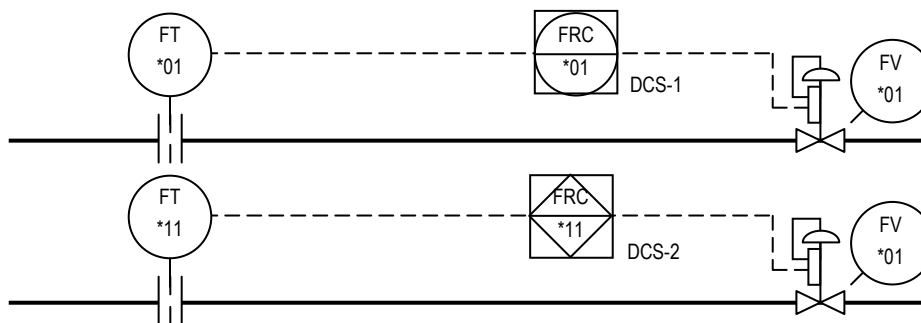 FT
*01
FRC
*01
DCS-1
FV
*01
FT
*11
FRC
*11
DCS-2
FV
*01